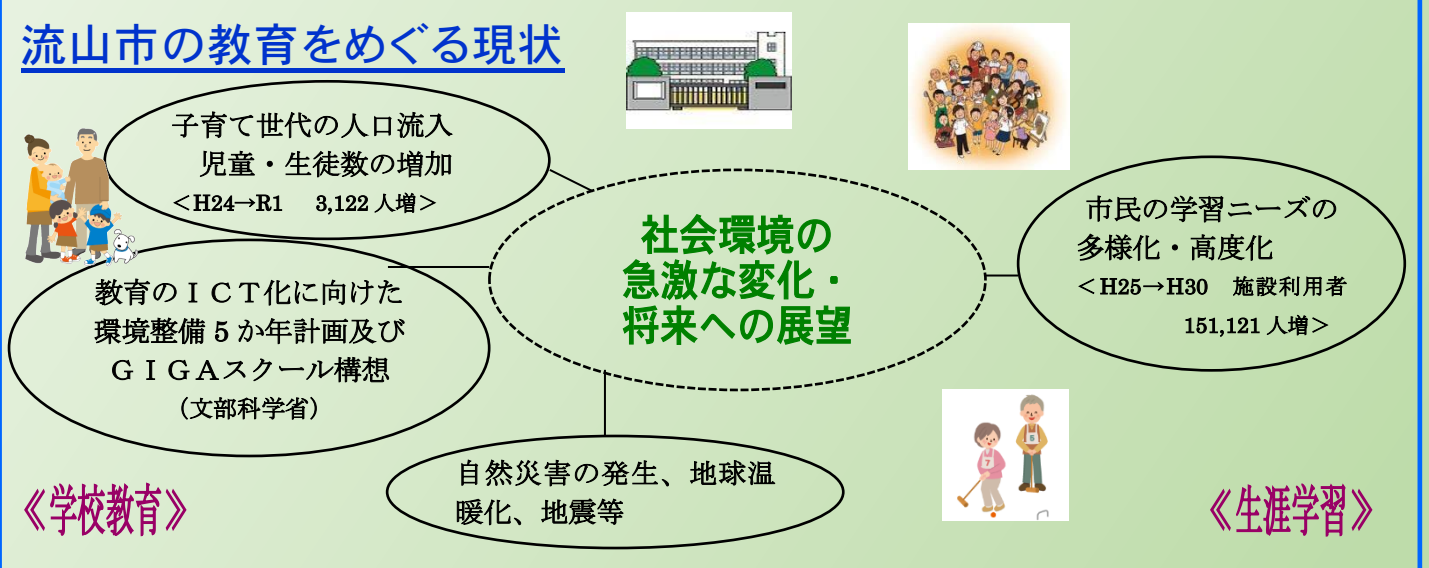 流山市の教育をめぐる現状
子育て世代の人口流入
児童・生徒数の増加
＜H24→R1　3,122 人増＞
教育のＩＣＴ化に向けた
環境整備 5 か年計画及び
ＧＩＧＡスクール構想
（文部科学省）
社会環境の
急激な変化・
将来への展望
市民の学習ニーズの
多様化・高度化
＜H25→H30　施設利用者
151,121 人増＞
自然災害の発生、地球温
暖化、地震等
《学校教育》
《生涯学習》
7
5